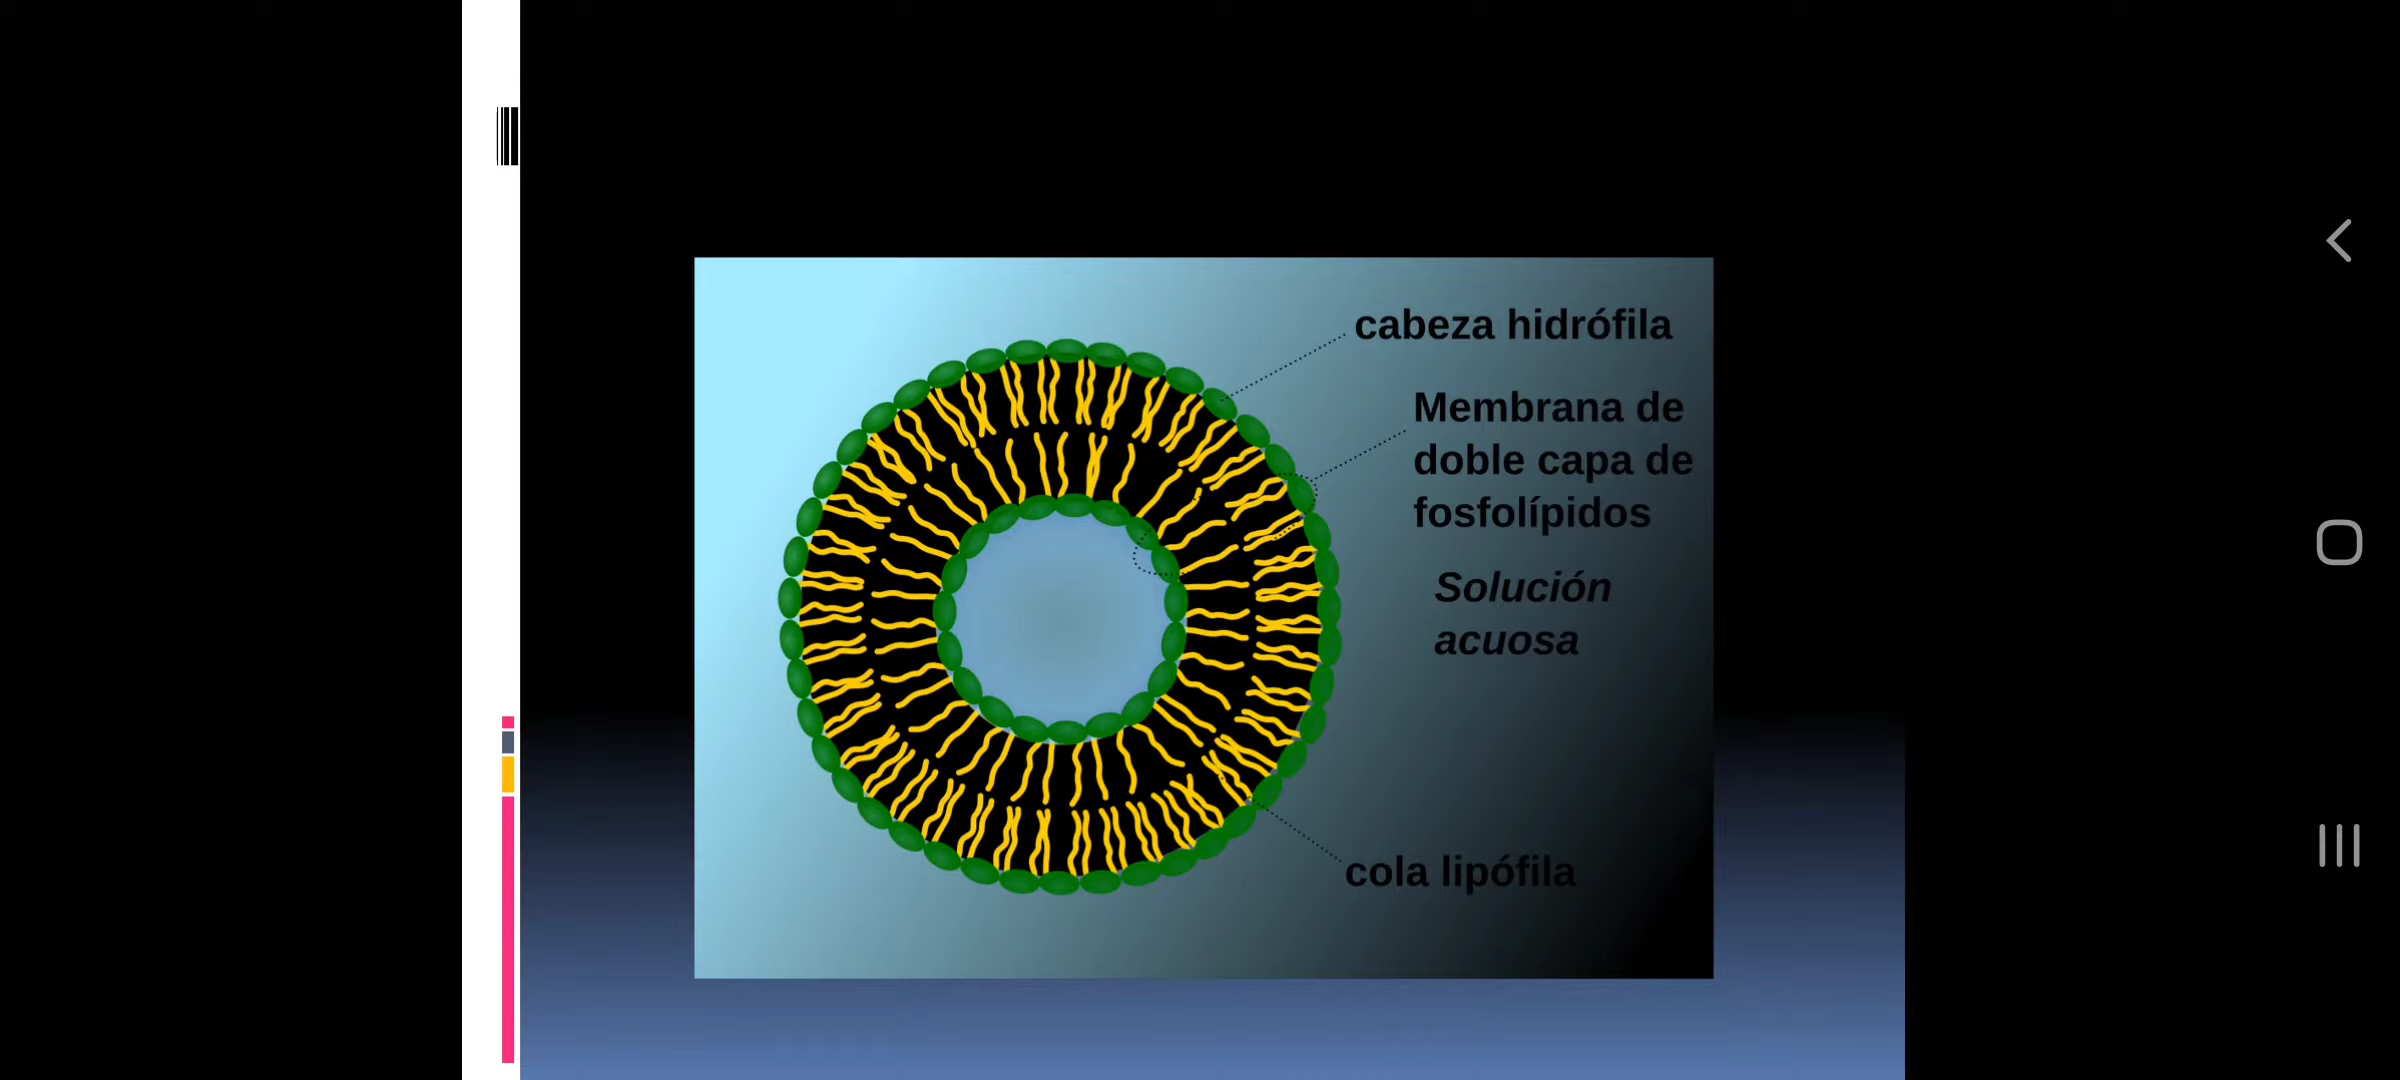 cabeza hidrófila
Membrana de
doble capa de
fosfolípidos
Solución
acuosa
cola lipófila